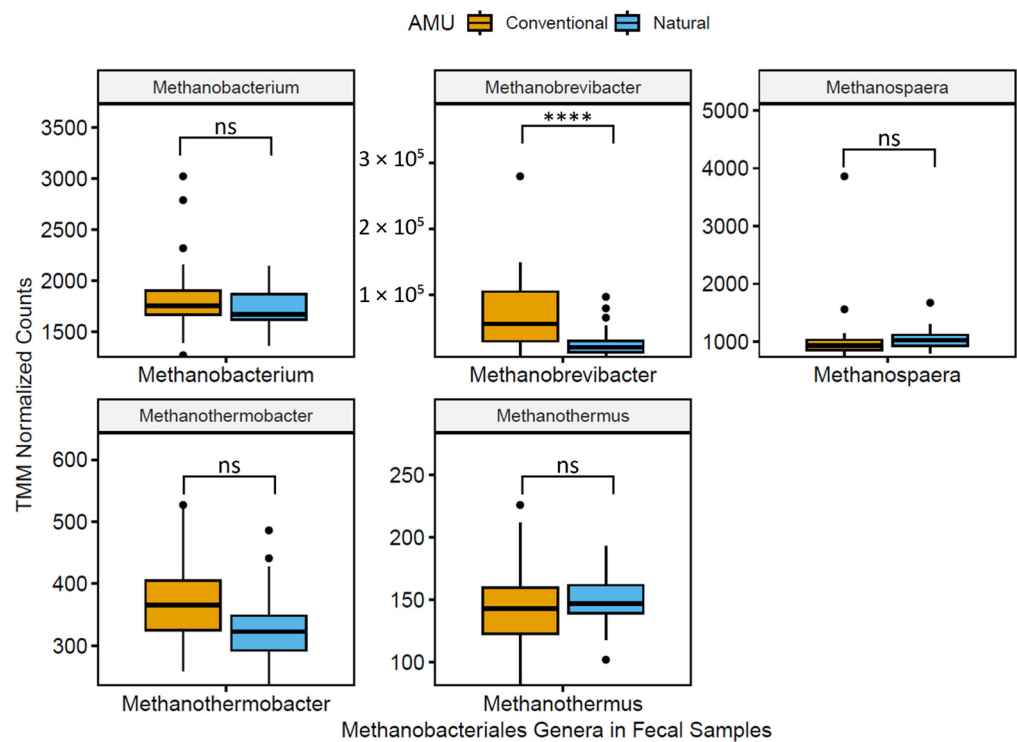 AMU Conventional Natural
Methanobacterium
Methanobrevibacter
Methanospaera
TMM Normalized Counts
3500
3000
2500
2000
1500
ns
Methanobacterium
3 × 10⁵
2 × 10⁵
1 × 10⁵
****
Methanobrevibacter
5000
4000
3000
2000
1000
ns
Methanospaera
Methanothermobacter
600
500
400
300
ns
Methanothermobacter
Methanothermus
250
200
150
100
ns
Methanothermus
Methanobacteriales Genera in Fecal Samples